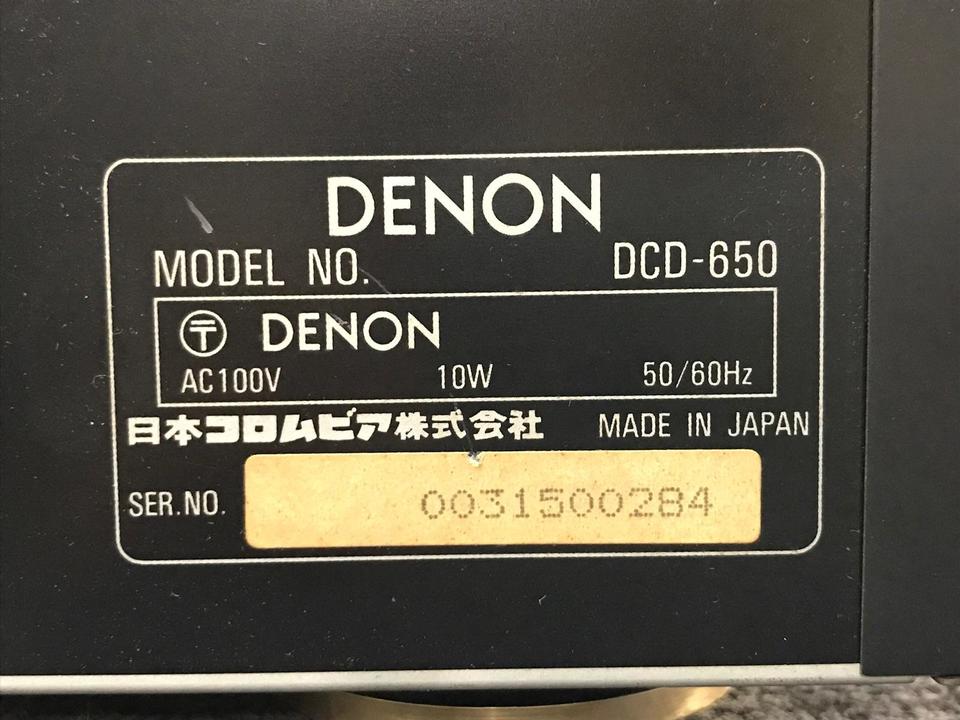 DENON
MODEL NO. DCD-650
〒 DENON
AC100V 10W 50/60Hz
日本コロムビア株式会社 MADE IN JAPAN
SER.NO. 0031500284